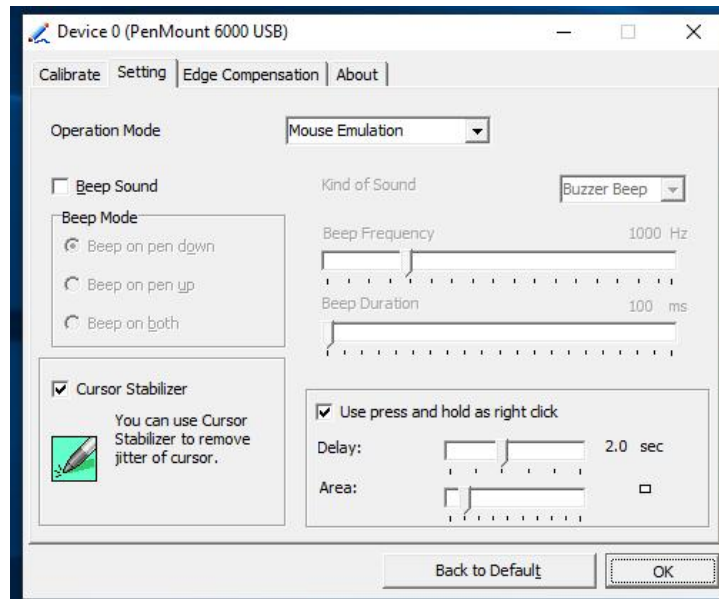 Device 0 (PenMount 6000 USB)
Calibrate Setting Edge Compensation About
Operation Mode Mouse Emulation
Beep Sound Kind of Sound Buzzer Beep
Beep Mode
Beep on pen down
Beep on pen up
Beep on both
Beep Frequency 1000 Hz
Beep Duration 100 ms
Cursor Stabilizer
You can use Cursor
Stabilizer to remove
jitter of cursor.
Use press and hold as right click
Delay: 2.0 sec
Area:
Back to Default OK